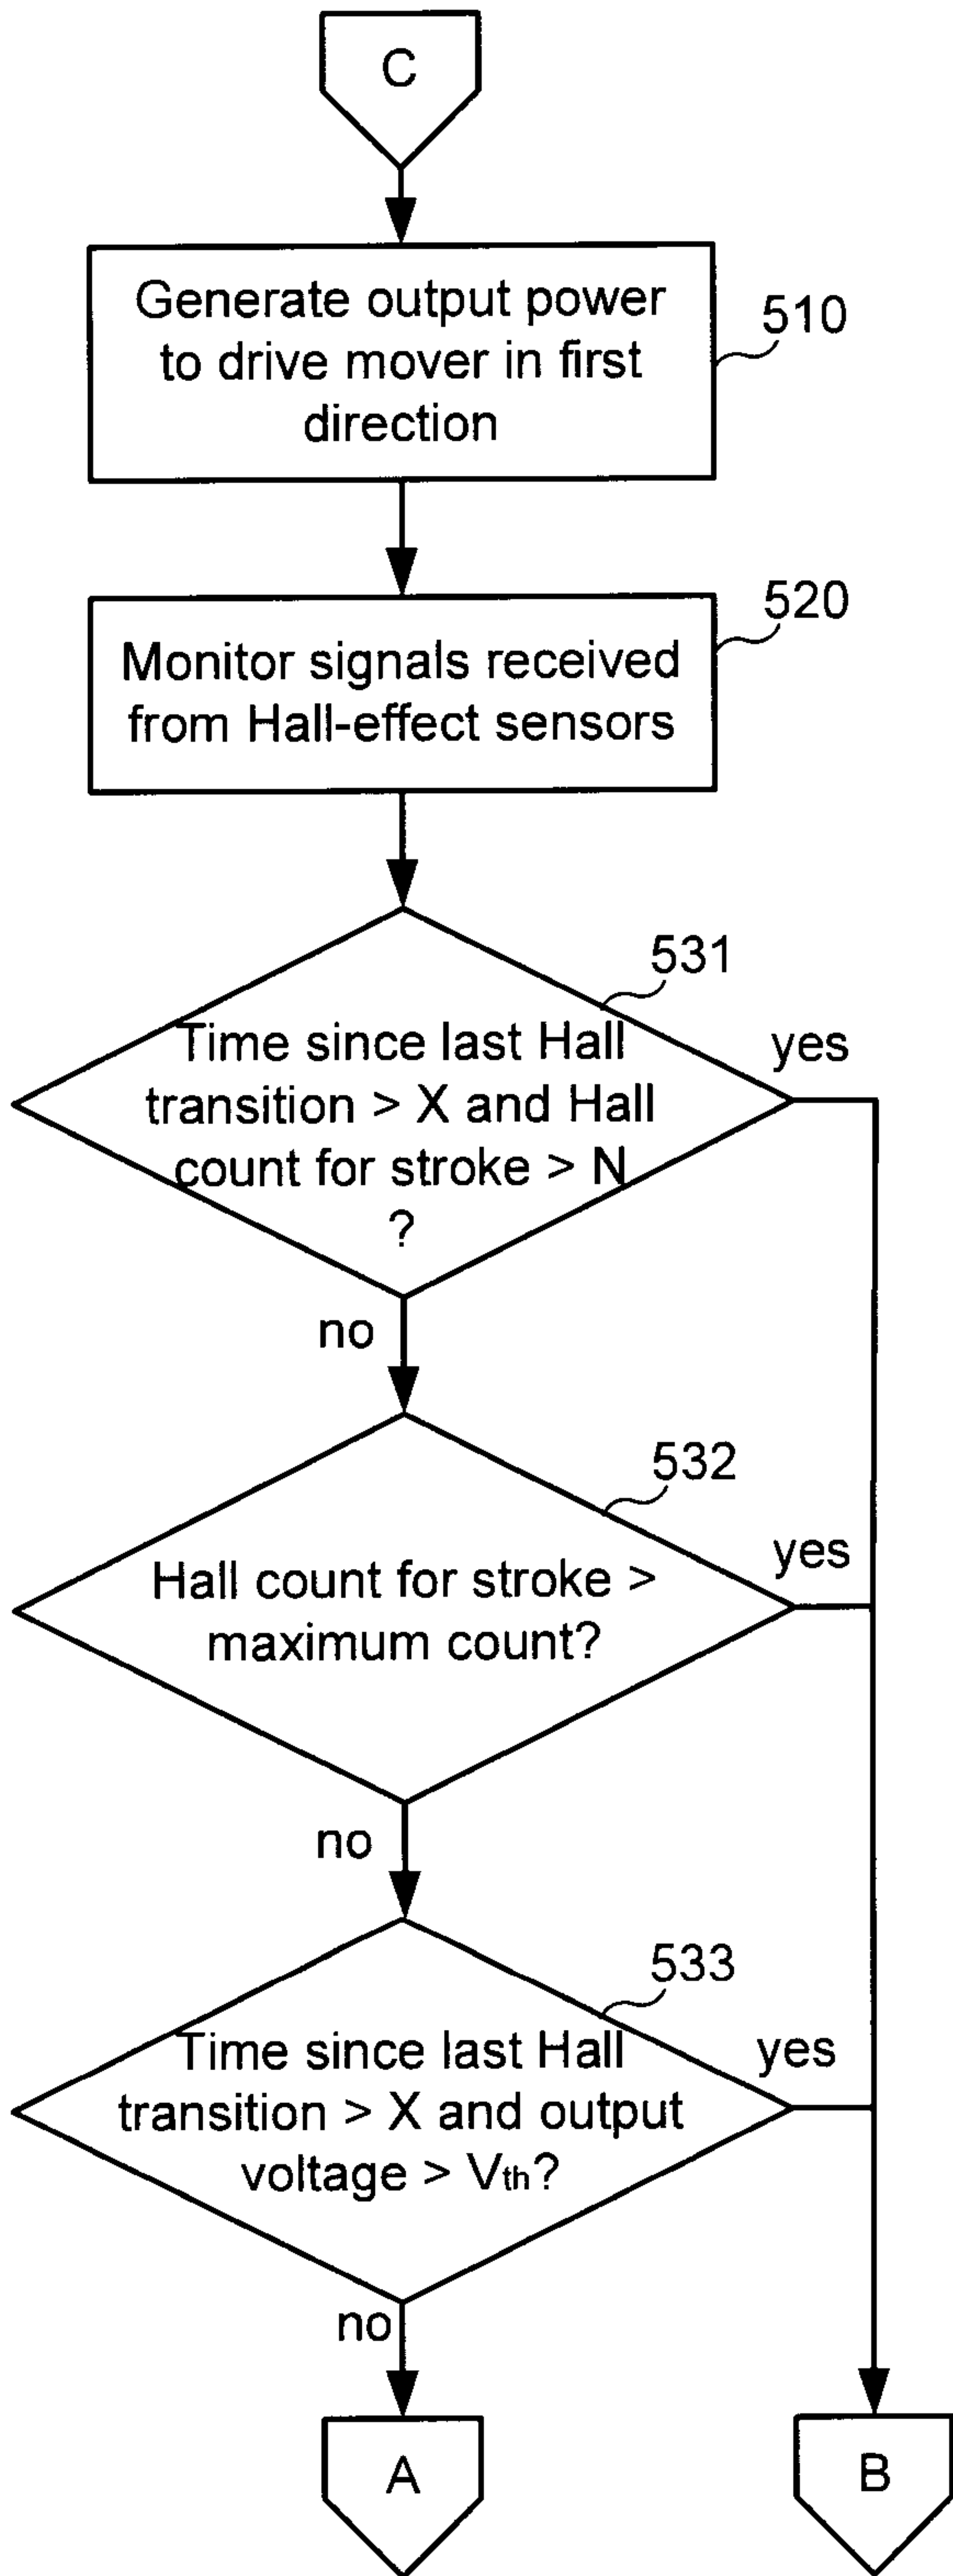 C
Generate output power
to drive mover in first
direction
510
Monitor signals received
from Hall-effect sensors
520
531
Time since last Hall
transition > X and Hall
count for stroke > N
?
yes
no
532
Hall count for stroke >
maximum count?
yes
no
533
Time since last Hall
transition > X and output
voltage > Vth?
yes
no
A
B